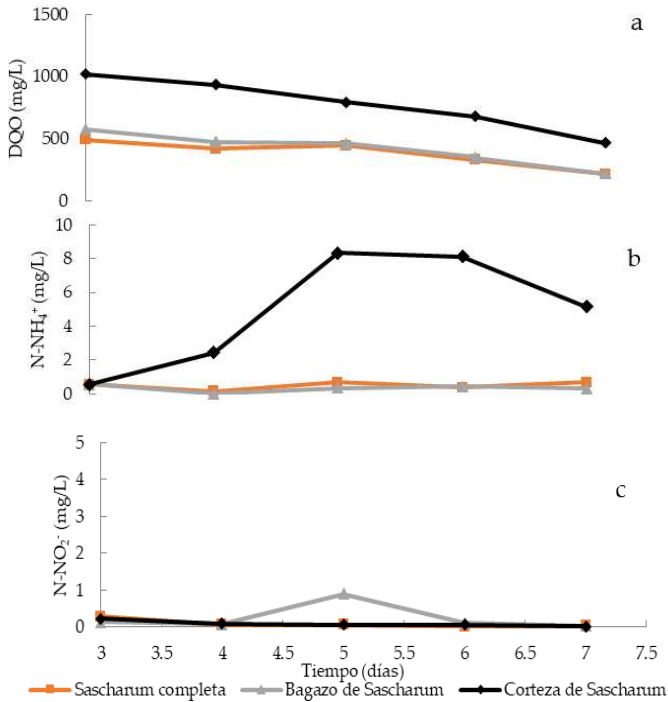 1500
a
1000
DQO (mg/L)
500
0
10
b
8
6
N-NH₄⁺ (mg/L)
4
2
0
5
c
4
3
N-NO₂⁻ (mg/L)
2
1
0
3 3.5 4 4.5 5 5.5 6 6.5 7 7.5
Tiempo (días)
Sascharum completa Bagazo de Sascharum Corteza de Sascharum